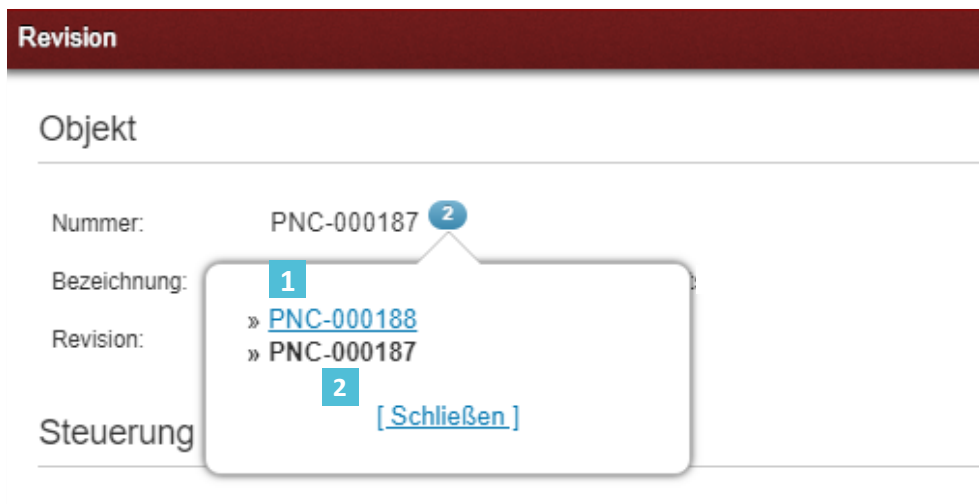 Revision
Objekt
Nummer: PNC-000187 2
Bezeichnung:
1
» PNC-000188
Revision:
» PNC-000187
2
[ Schließen ]
Steuerung